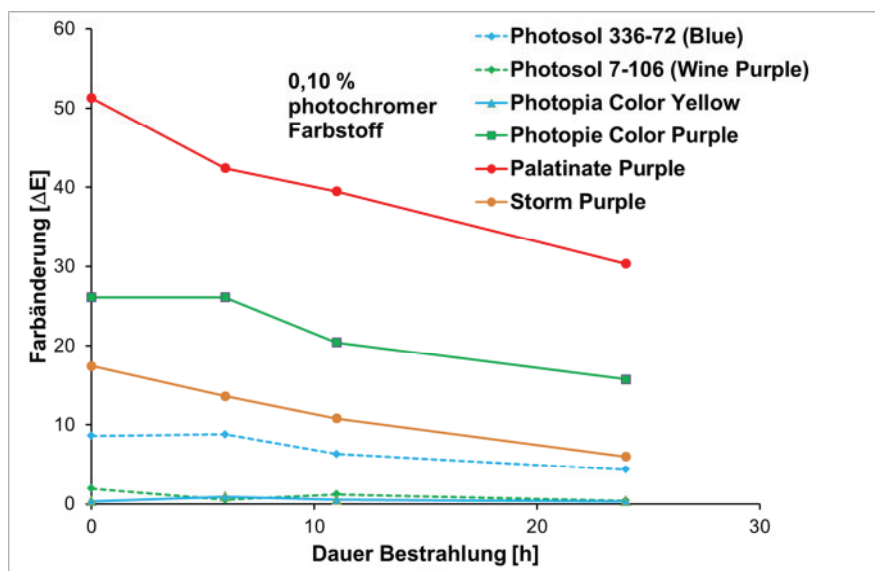 60
50
40
30
20
10
0
Farbänderung [ΔE]
0,10 %
photochromer
Farbstoff
Photosol 336-72 (Blue)
Photosol 7-106 (Wine Purple)
Photopia Color Yellow
Photopie Color Purple
Palatinate Purple
Storm Purple
0
10
20
30
Dauer Bestrahlung [h]